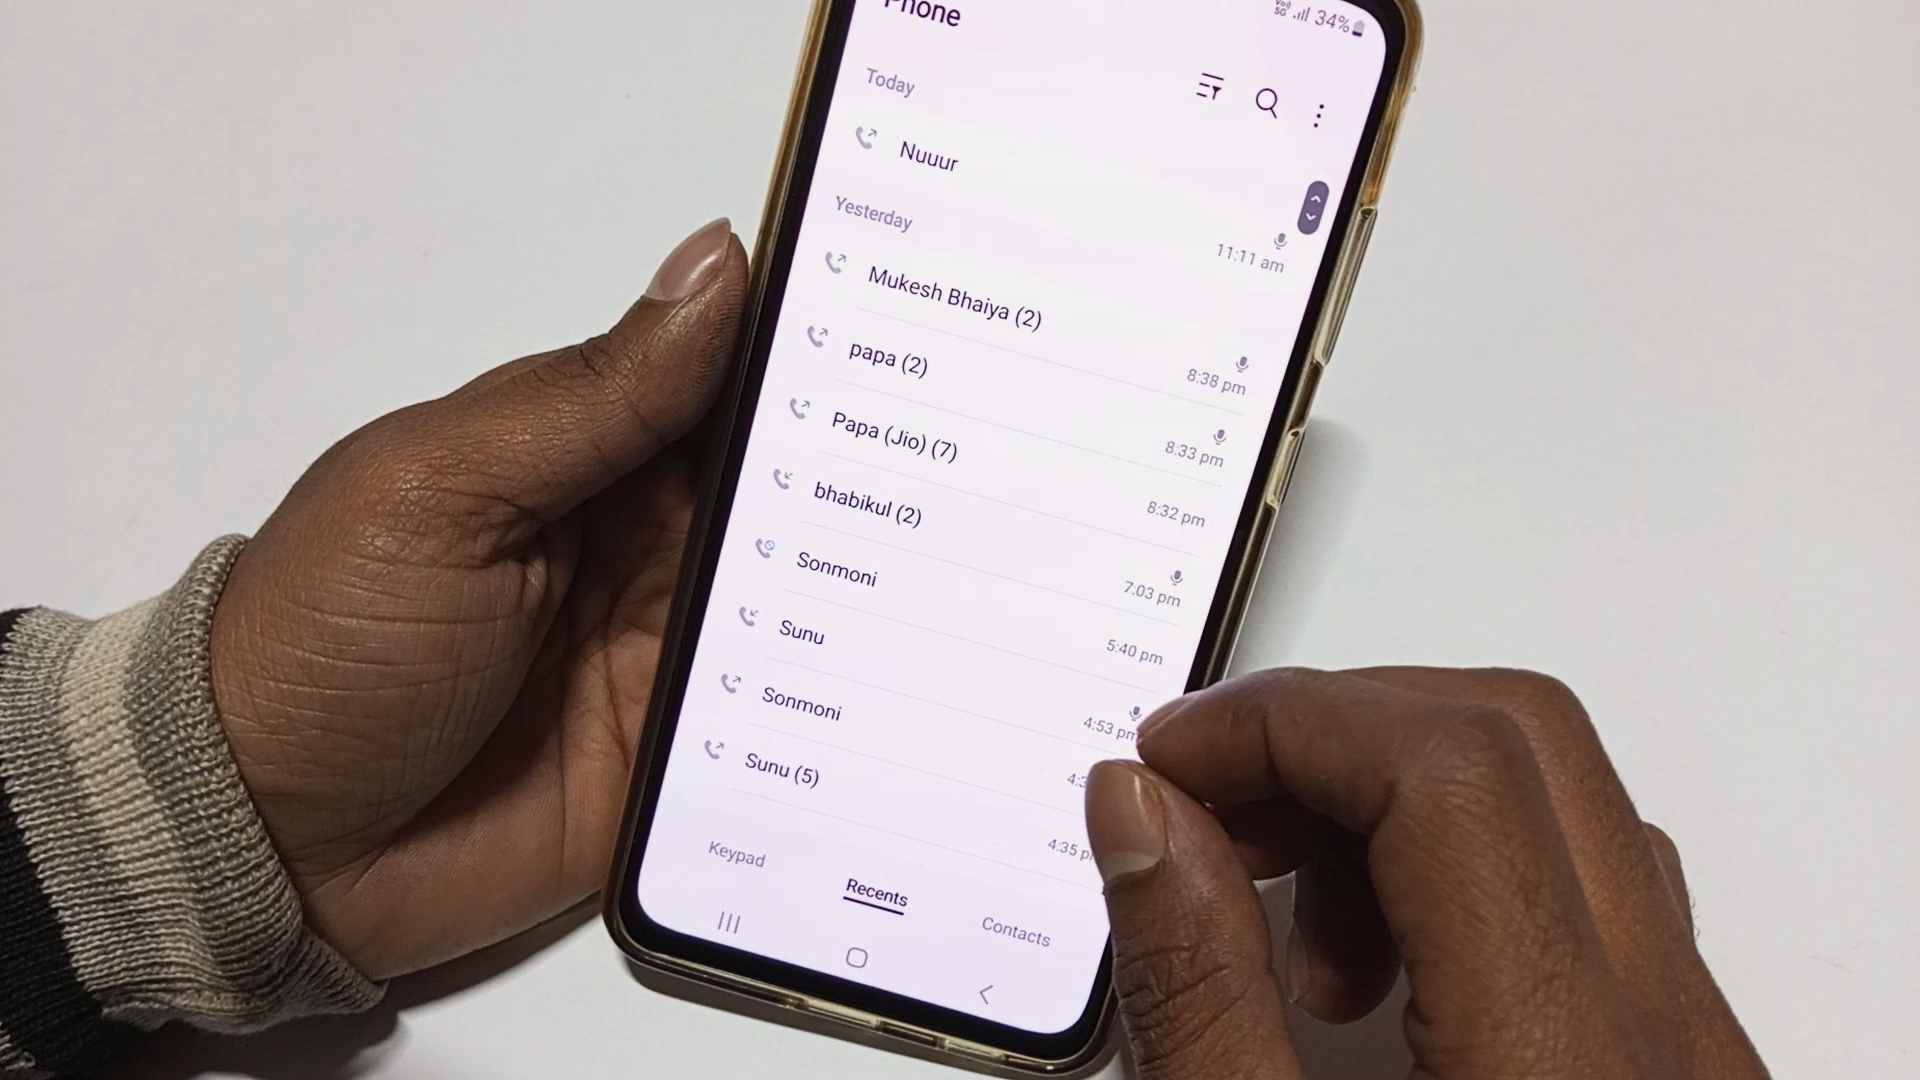 Phone
Vo)) 5G 34%
Today
Nuuur
11:11 am
Yesterday
Mukesh Bhaiya (2)
8:38 pm
papa (2)
8:33 pm
Papa (Jio) (7)
8:32 pm
bhabikul (2)
7:03 pm
Sonmoni
5:40 pm
Sunu
4:53 pm
Sonmoni
Sunu (5)
4:35
Keypad
Recents
Contacts